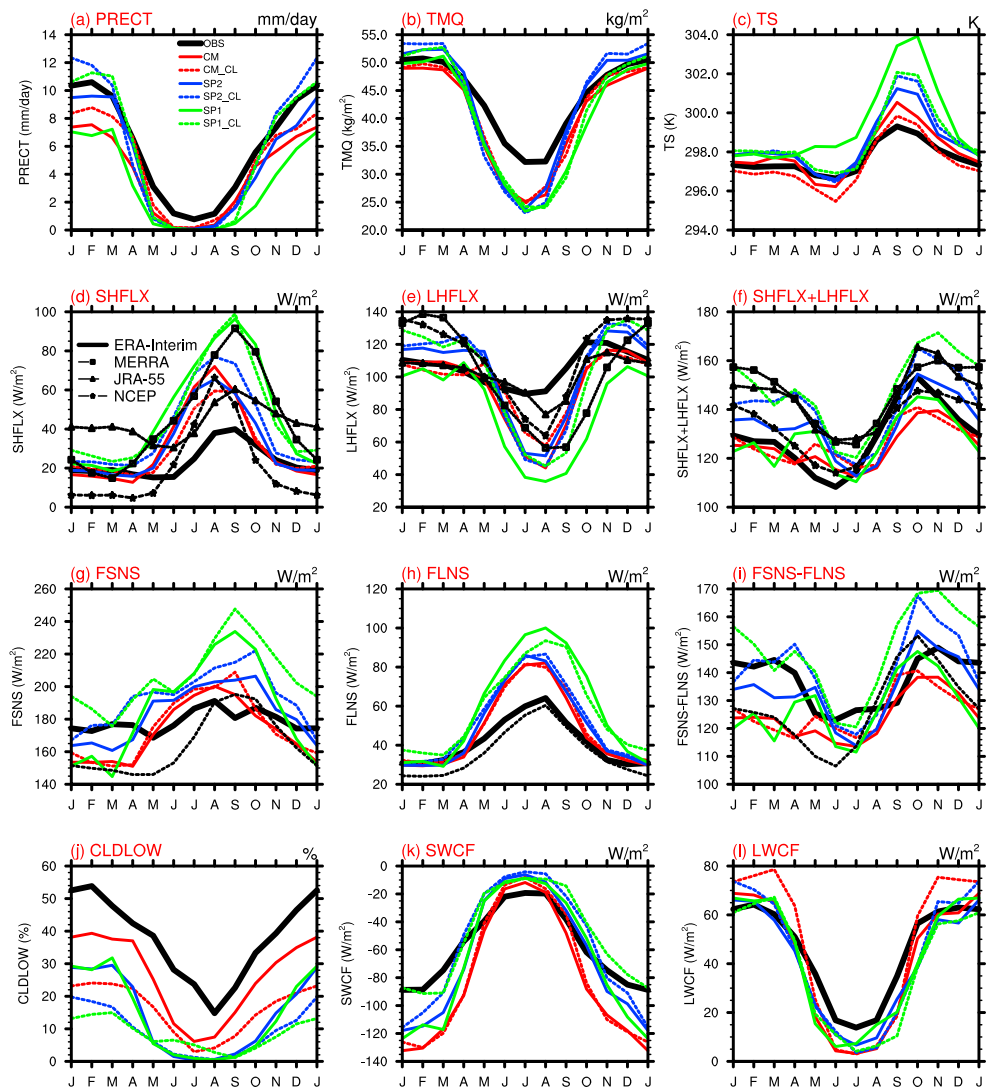 (a) PRECT mm/day
PRECT (mm/day)
14
12
10
8
6
4
2
0
OBS
CM
CM_CL
SP2
SP2_CL
SP1
SP1_CL
J F M A M J J A S O N D J
(b) TMQ kg/m²
TMQ (kg/m²)
55.0
50.0
45.0
40.0
35.0
30.0
25.0
20.0
J F M A M J J A S O N D J
(c) TS K
TS (K)
304.0
302.0
300.0
298.0
296.0
294.0
J F M A M J J A S O N D J
(d) SHFLX W/m²
SHFLX (W/m²)
100
80
60
40
20
0
ERA-Interim
MERRA
JRA-55
NCEP
J F M A M J J A S O N D J
(e) LHFLX W/m²
LHFLX (W/m²)
140
120
100
80
60
40
20
J F M A M J J A S O N D J
(f) SHFLX+LHFLX W/m²
SHFLX+LHFLX (W/m²)
180
160
140
120
100
J F M A M J J A S O N D J
(g) FSNS W/m²
FSNS (W/m²)
260
240
220
200
180
160
140
J F M A M J J A S O N D J
(h) FLNS W/m²
FLNS (W/m²)
120
100
80
60
40
20
J F M A M J J A S O N D J
(i) FSNS-FLNS W/m²
FSNS-FLNS (W/m²)
170
160
150
140
130
120
110
100
J F M A M J J A S O N D J
(j) CLDLOW %
CLDLOW (%)
60
50
40
30
20
10
0
J F M A M J J A S O N D J
(k) SWCF W/m²
SWCF (W/m²)
0
-20
-40
-60
-80
-100
-120
-140
J F M A M J J A S O N D J
(l) LWCF W/m²
LWCF (W/m²)
80
60
40
20
0
J F M A M J J A S O N D J